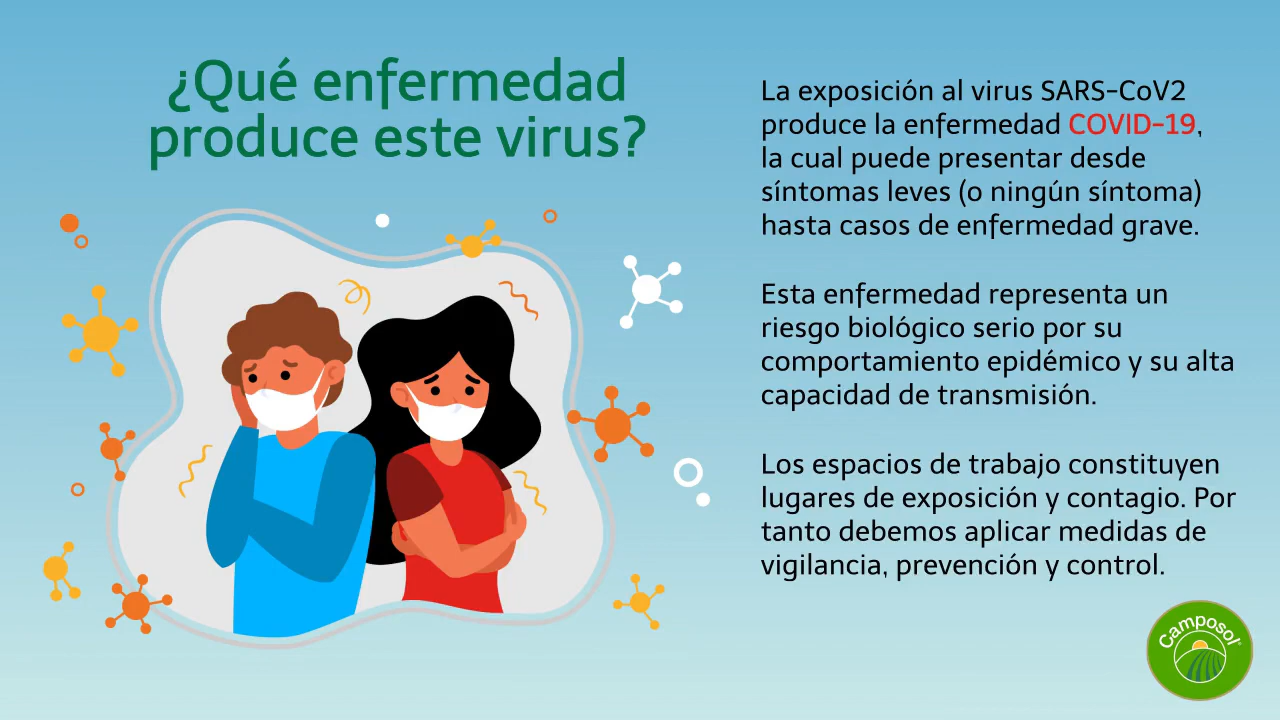 ¿Qué enfermedad
produce este virus?
La exposición al virus SARS-CoV2
produce la enfermedad COVID-19,
la cual puede presentar desde
síntomas leves (o ningún síntoma)
hasta casos de enfermedad grave.
Esta enfermedad representa un
riesgo biológico serio por su
comportamiento epidémico y su alta
capacidad de transmisión.
Los espacios de trabajo constituyen
lugares de exposición y contagio. Por
tanto debemos aplicar medidas de
vigilancia, prevención y control.
Camposol